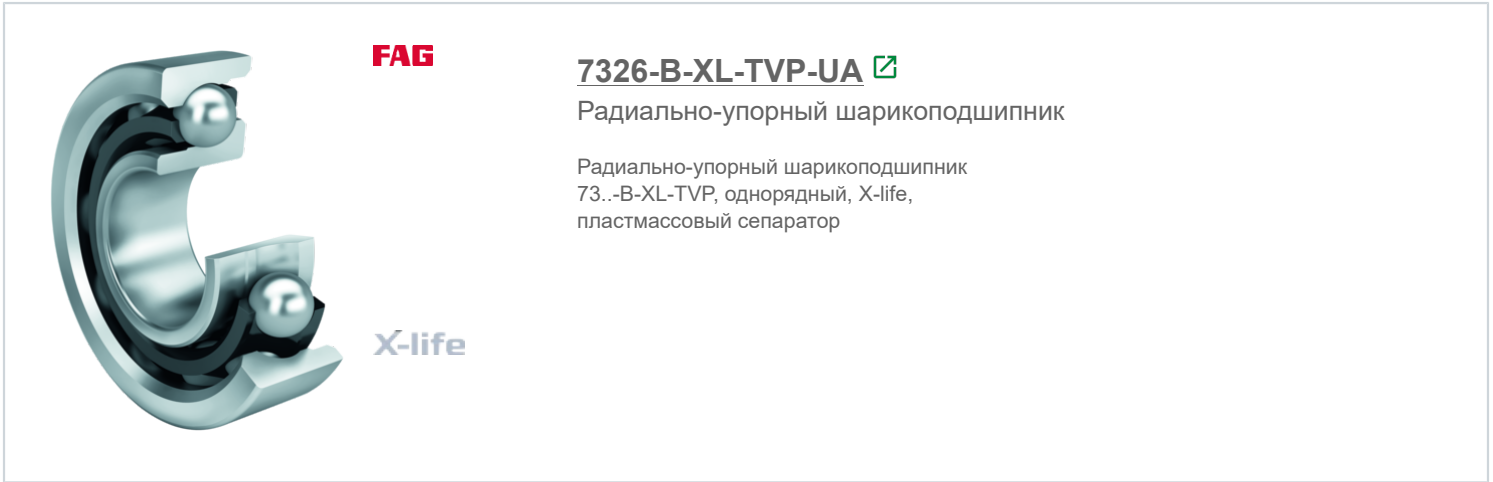 FAG
7326-B-XL-TVP-UA
Радиально-упорный шарикоподшипник
Радиально-упорный шарикоподшипник
73..-B-XL-TVP, однорядный, X-life,
пластмассовый сепаратор
X-life